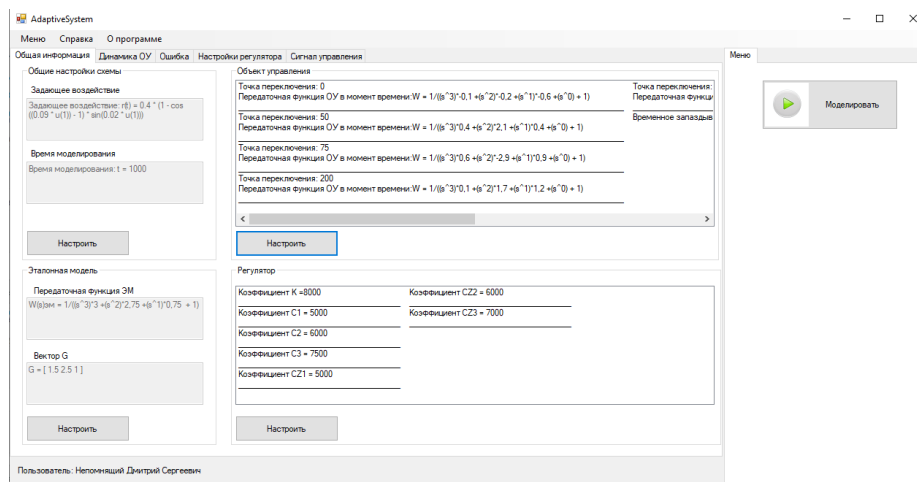 AdaptiveSystem
Меню Справка О программе
Общая информация Динамика ОУ Ошибка Настройки регулятора Сигнал управления
Меню
Общие настройки схемы
Задающее воздействие
Задающее воздействие: r(t) = 0.4 * (1 - cos
((0.09 * u(1)) - 1) * sin(0.02 * u(1)))
Время моделирования
Время моделирования: t = 1000
Настроить
Объект управления
Точка переключения: 0
Передаточная функция ОУ в момент времени:W = 1/((s^3)*-0,1 +(s^2)*-0,2 +(s^1)*-0,6 +(s^0) + 1)
Точка переключения: 50
Передаточная функция ОУ в момент времени:W = 1/((s^3)*0,4 +(s^2)*2,1 +(s^1)*0,4 +(s^0) + 1)
Точка переключения: 75
Передаточная функция ОУ в момент времени:W = 1/((s^3)*0,6 +(s^2)*-2,9 +(s^1)*0,9 +(s^0) + 1)
Точка переключения: 200
Передаточная функция ОУ в момент времени:W = 1/((s^3)*0,1 +(s^2)*1,7 +(s^1)*1,2 +(s^0) + 1)
Точка переключения:
Передаточная Функци
Временное запаздыв
Настроить
Моделировать
Эталонная модель
Передаточная функция ЭМ
W(s)эм = 1/((s^3)*3 +(s^2)*2,75 +(s^1)*0,75 + 1)
Вектор G
G = [ 1.5 2.5 1 ]
Настроить
Регулятор
Коэффициент K =8000
Коэффициент C1 = 5000
Коэффициент C2 = 6000
Коэффициент C3 = 7500
Коэффициент CZ1 = 5000
Коэффициент CZ2 = 6000
Коэффициент CZ3 = 7000
Настроить
Пользователь: Непомнящий Дмитрий Сергеевич